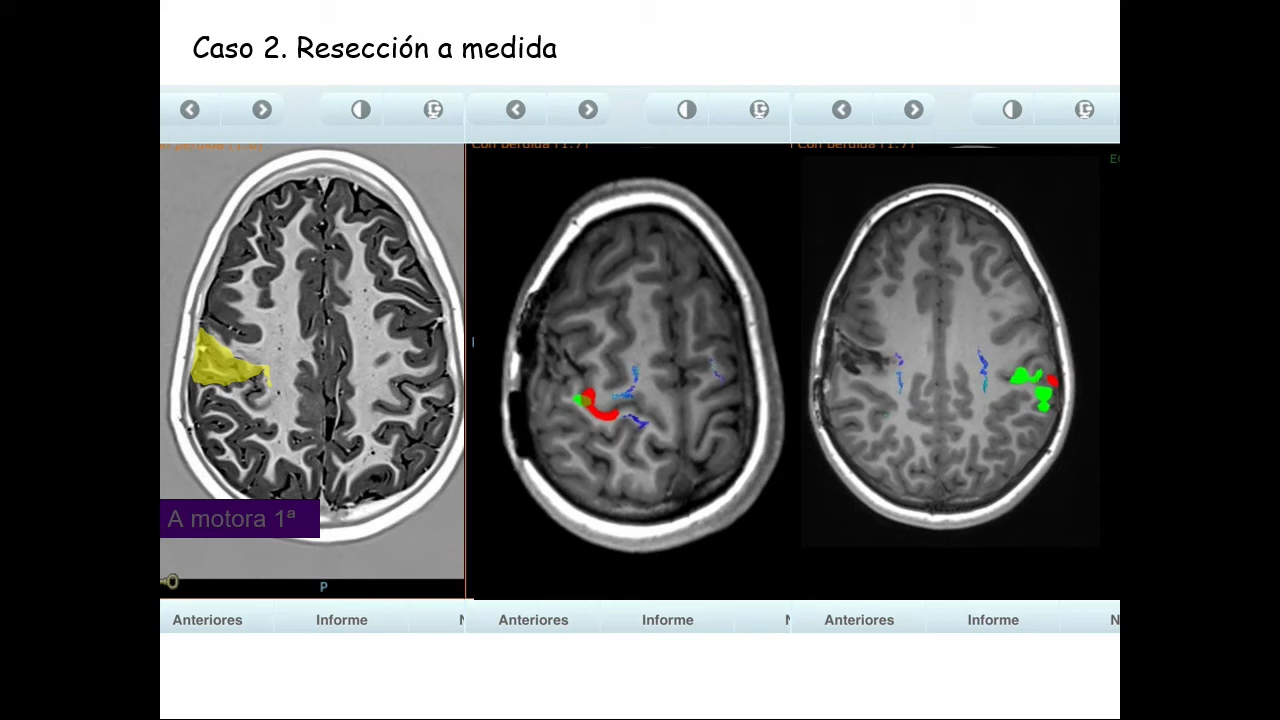 Caso 2. Resección a medida
A motora 1ª
P
Anteriores
Informe
Anteriores
Informe
Anteriores
Informe
N